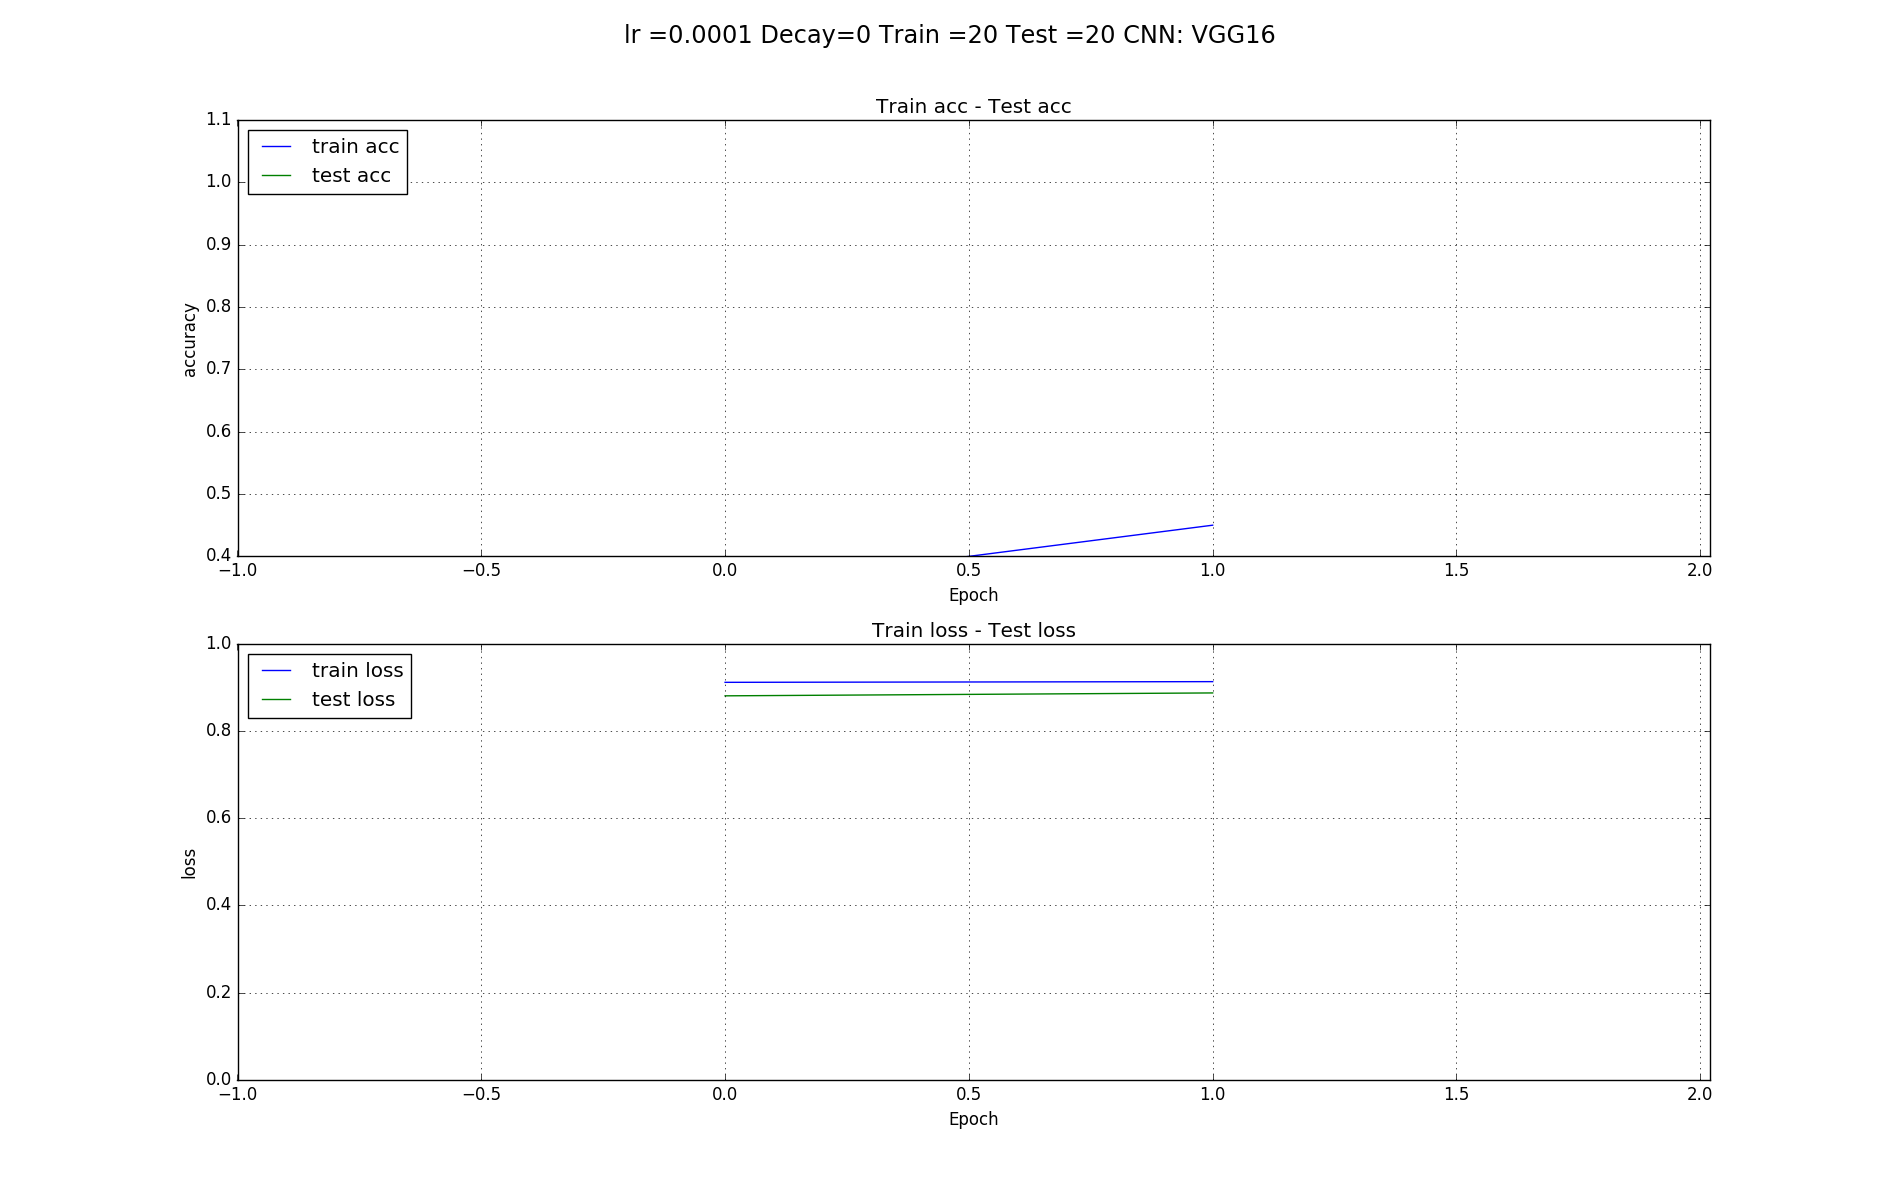 lr =0.0001 Decay=0 Train =20 Test =20 CNN: VGG16
Train acc - Test acc
train acc
test acc
1.1
1.0
0.9
0.8
0.7
0.6
0.5
0.4
accuracy
−1.0 −0.5 0.0 0.5 1.0 1.5 2.0
Epoch
Train loss - Test loss
train loss
test loss
1.0
0.8
0.6
0.4
0.2
0.0
loss
−1.0 −0.5 0.0 0.5 1.0 1.5 2.0
Epoch